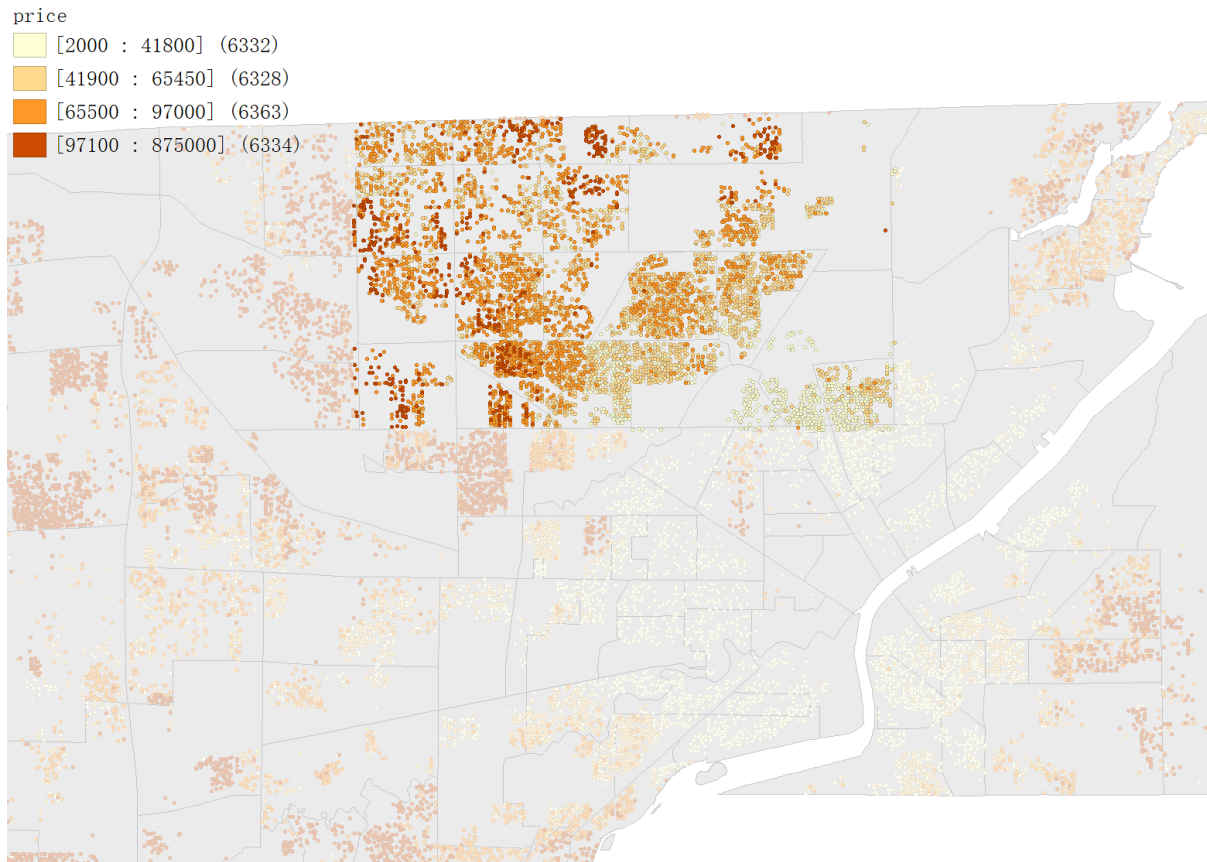 price
[2000 : 41800] (6332)
[41900 : 65450] (6328)
[65500 : 97000] (6363)
[97100 : 875000] (6334)